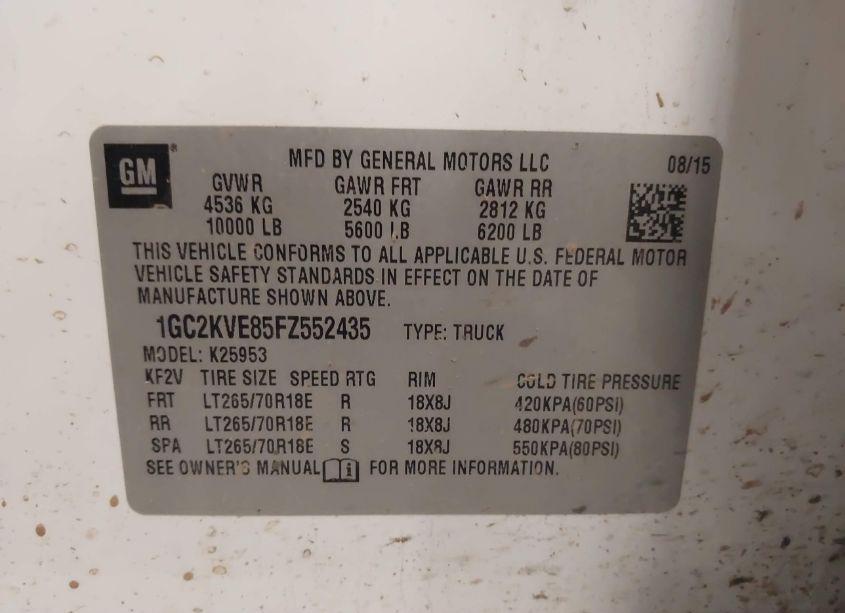 GM
MFD BY GENERAL MOTORS LLC 08/15
GVWR GAWR FRT GAWR RR
4536 KG 2540 KG 2812 KG
10000 LB 5600 LB 6200 LB
THIS VEHICLE CONFORMS TO ALL APPLICABLE U.S. FEDERAL MOTOR
VEHICLE SAFETY STANDARDS IN EFFECT ON THE DATE OF
MANUFACTURE SHOWN ABOVE.
1GC2KVE85FZ552435 TYPE: TRUCK
MODEL: K25953
KF2V TIRE SIZE SPEED RTG RIM COLD TIRE PRESSURE
FRT LT265/70R18E R 18X8J 420KPA(60PSI)
RR LT265/70R18E R 18X8J 480KPA(70PSI)
SPA LT265/70R18E S 18X8J 550KPA(80PSI)
SEE OWNER'S MANUAL FOR MORE INFORMATION.